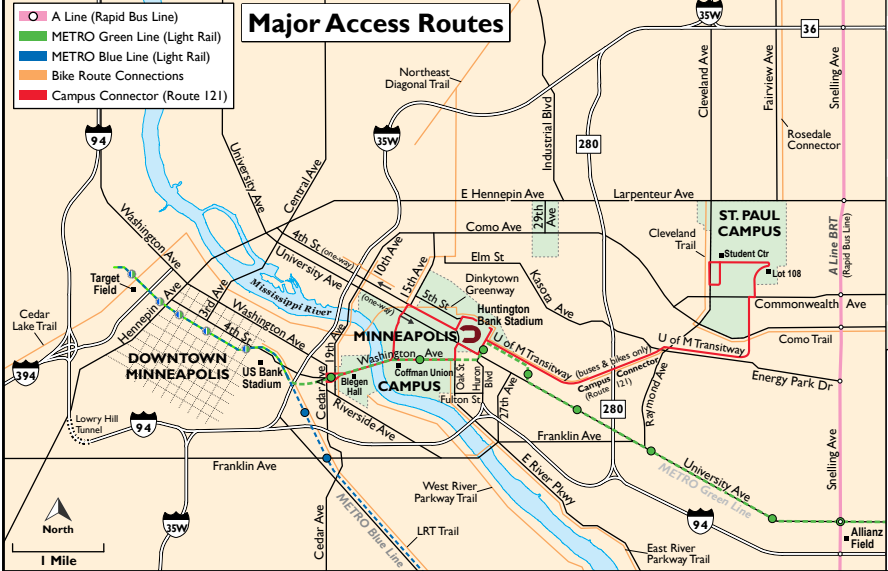 Major Access Routes
A Line (Rapid Bus Line)
METRO Green Line (Light Rail)
METRO Blue Line (Light Rail)
Bike Route Connections
Campus Connector (Route 121)
35W
36
94
Northeast
Diagonal Trail
35W
Industrial Blvd
280
Cleveland Ave
Fairview Ave
Snelling Ave
Rosedale
Connector
University Ave
Central Ave
E Hennepin Ave
Larpenteur Ave
29th
Ave
Como Ave
ST. PAUL
CAMPUS
Cleveland
Trail
Student Ctr
Lot 108
A Line BRT
(Rapid Bus Line)
Washington Ave
4th St (one-way)
University Ave
10th Ave
15th Ave
Elm St
Kasota Ave
Dinkytown
Greenway
5th St
(one-way)
Target
Field
Hennepin Ave
3rd Ave
Mississippi River
Washington Ave
4th St
Huntington
Bank Stadium
Commonwealth Ave
Como Trail
Cedar
Lake Trail
394
DOWNTOWN
MINNEAPOLIS
US Bank
Stadium
19th Ave
MINNEAPOLIS
CAMPUS
Washington Ave
Coffman Union
Blegen
Hall
Oak St
Huron
Blvd
Fulton St
U of M Transitway
(buses & bikes only)
Campus Connector
(Route 121)
U of M Transitway
Energy Park Dr
Raymond Ave
27th Ave
280
Cedar Ave
Riverside Ave
Lowry Hill
Tunnel
94
Franklin Ave
Franklin Ave
University Ave
METRO Green Line
Snelling Ave
E River Pkwy
West River
Parkway Trail
METRO Blue Line
LRT Trail
Cedar Ave
35W
94
Allianz
Field
East River
Parkway Trail
North
1 Mile